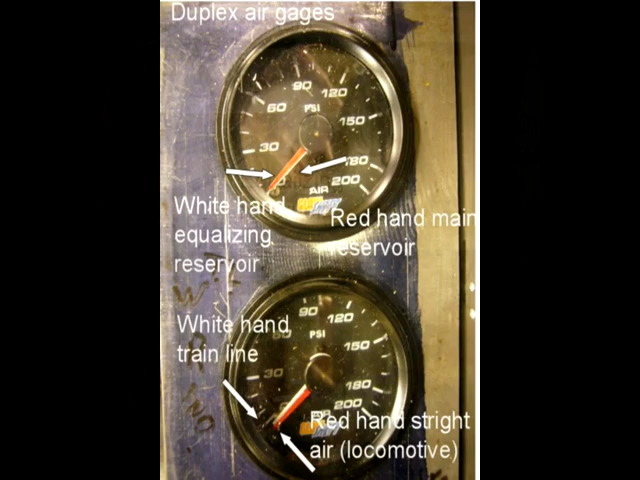 Duplex air gages
90
120
60
PSI
150
30
180
200
AIR
White hand
equalizing
reservoir
Red hand main
reservoir
90
120
PSI
150
White hand
train line
30
180
200
Red hand stright
air (locomotive)